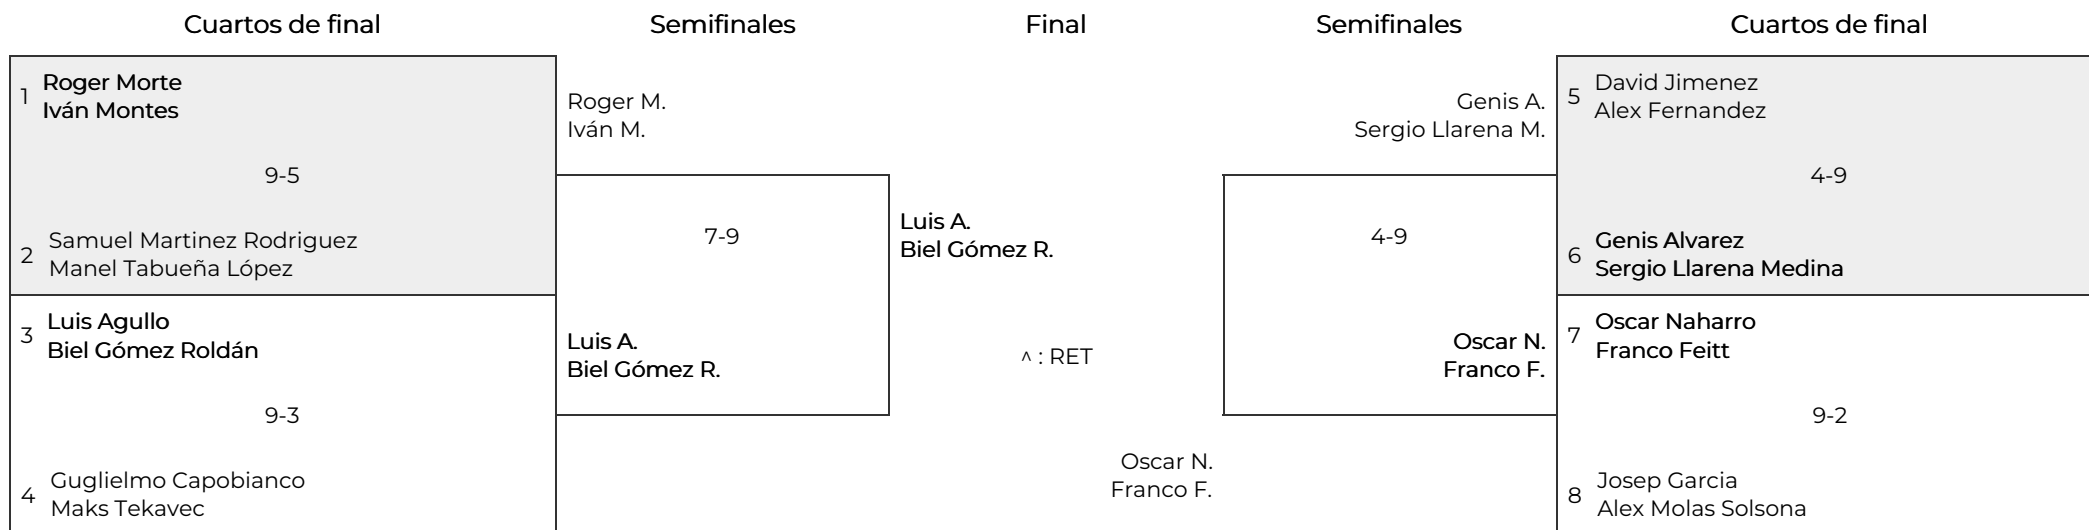 Cuartos de final
Semifinales
Final
Semifinales
Cuartos de final
1
Roger Morte
Iván Montes
9-5
2
Samuel Martinez Rodriguez
Manel Tabueña López
3
Luis Agullo
Biel Gómez Roldán
9-3
4
Guglielmo Capobianco
Maks Tekavec
Roger M.
Iván M.
7-9
Luis A.
Biel Gómez R.
Luis A.
Biel Gómez R.
^ : RET
Oscar N.
Franco F.
Genis A.
Sergio Llarena M.
4-9
Oscar N.
Franco F.
5
David Jimenez
Alex Fernandez
4-9
6
Genis Alvarez
Sergio Llarena Medina
7
Oscar Naharro
Franco Feitt
9-2
8
Josep Garcia
Alex Molas Solsona